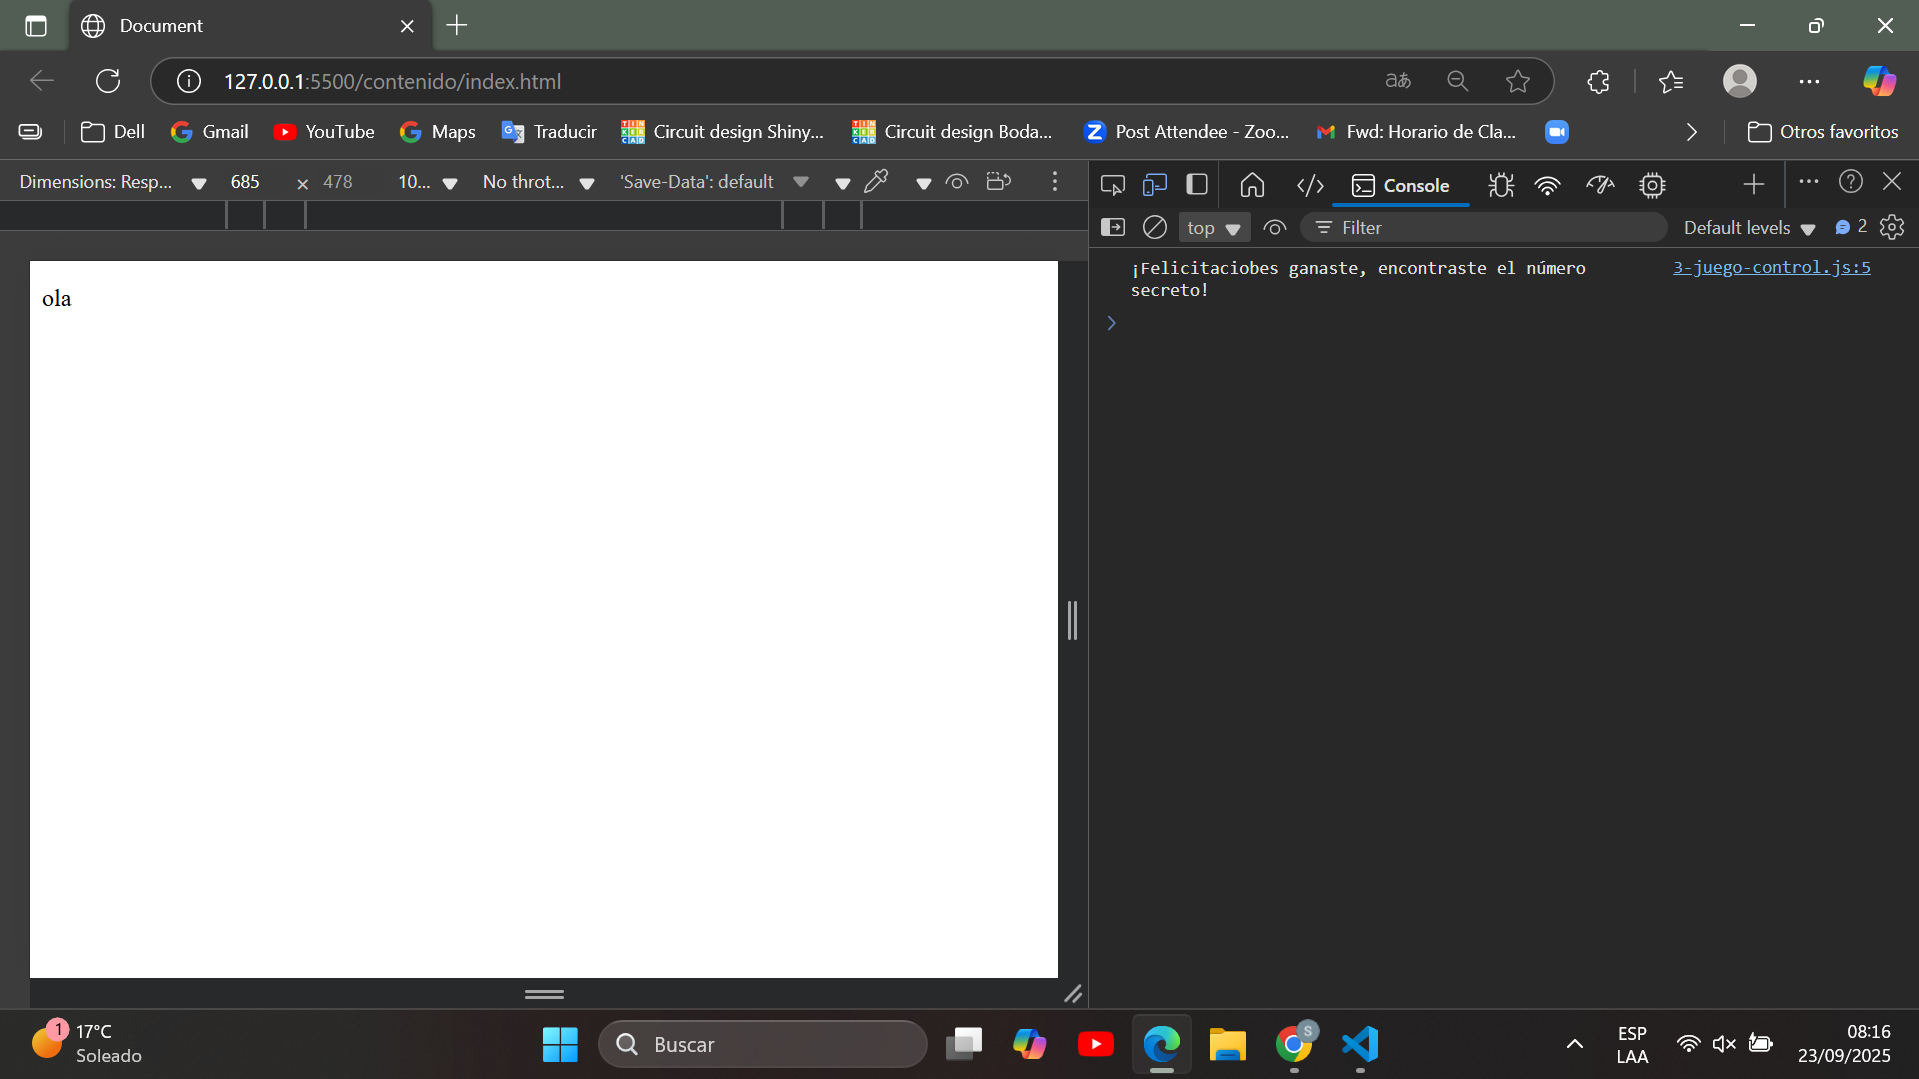 Document
127.0.0.1:5500/contenido/index.html
aあ
Dell
Gmail
YouTube
Maps
Traducir
Circuit design Shiny...
Circuit design Boda...
Post Attendee - Zoo...
Fwd: Horario de Cla...
Otros favoritos
Dimensions: Resp...
685
×
478
10...
No throt...
'Save-Data': default
Console
top
Filter
Default levels
2
¡Felicitaciobes ganaste, encontraste el número
secreto!
3-juego-control.js:5
ola
1
17°C
Soleado
Buscar
S
ESP
LAA
08:16
23/09/2025